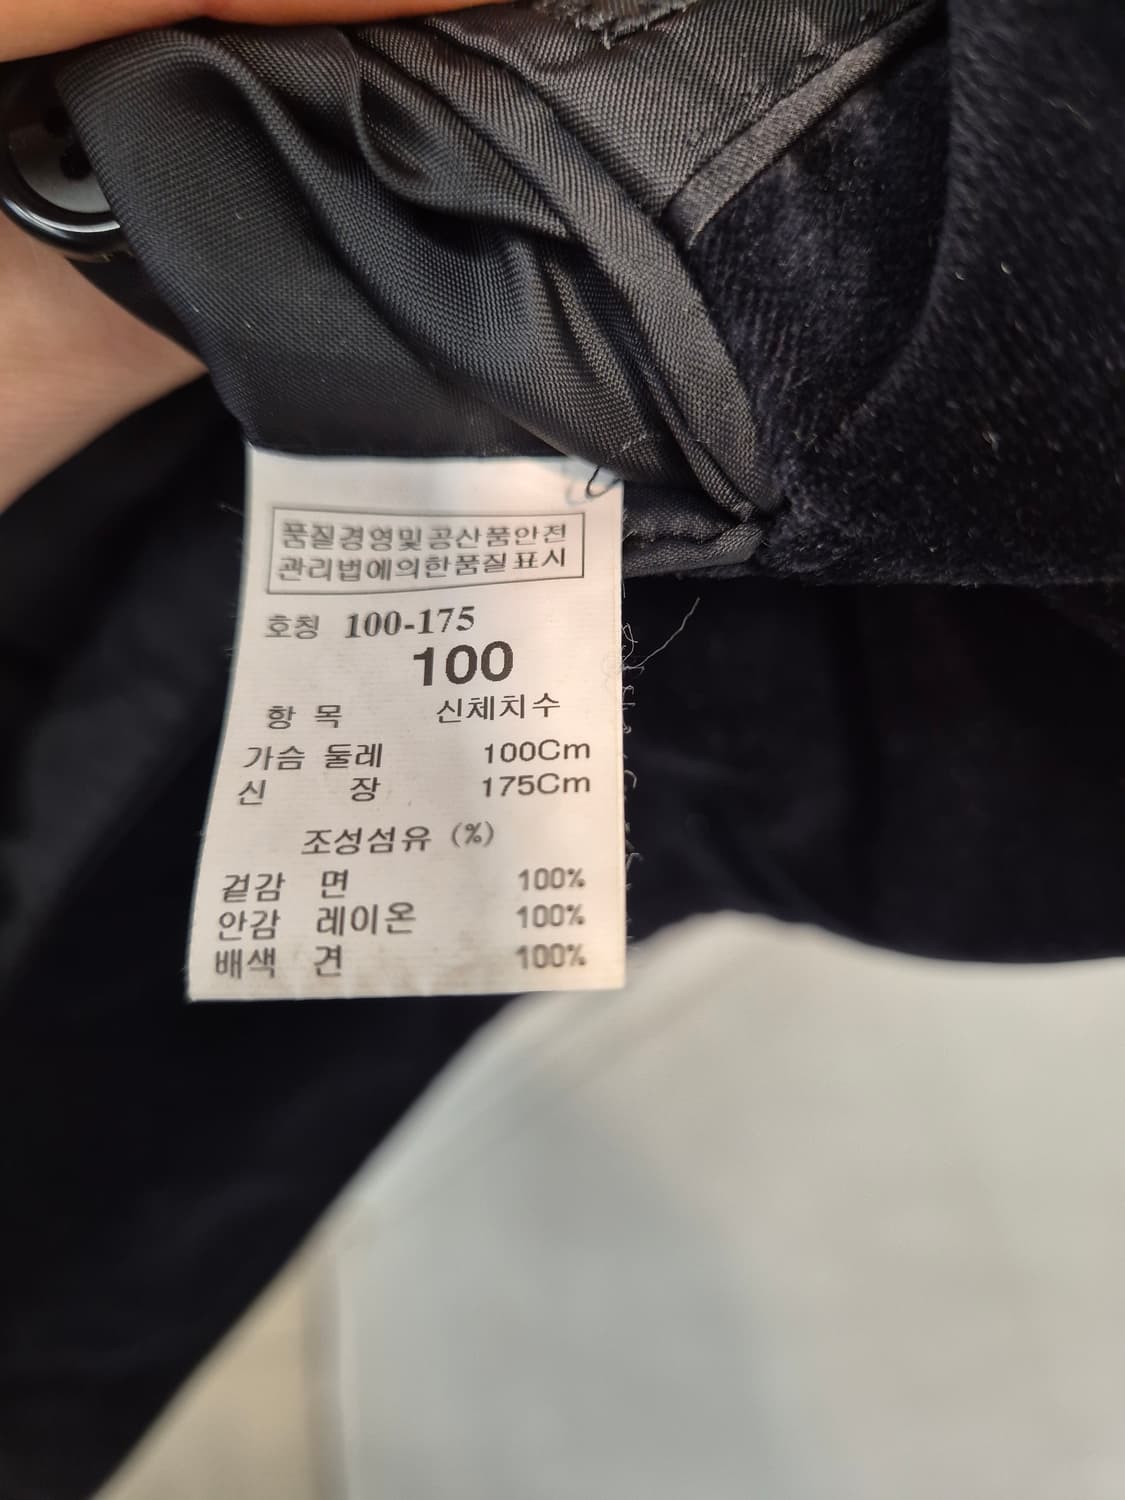 품질경영및공산품안전
관리법에의한품질표시
호칭 100-175
100
항 목 신체치수
가슴 둘레 100Cm
신 장 175Cm
조성섬유 (%)
겉감 면 100%
안감 레이온 100%
배색 견 100%